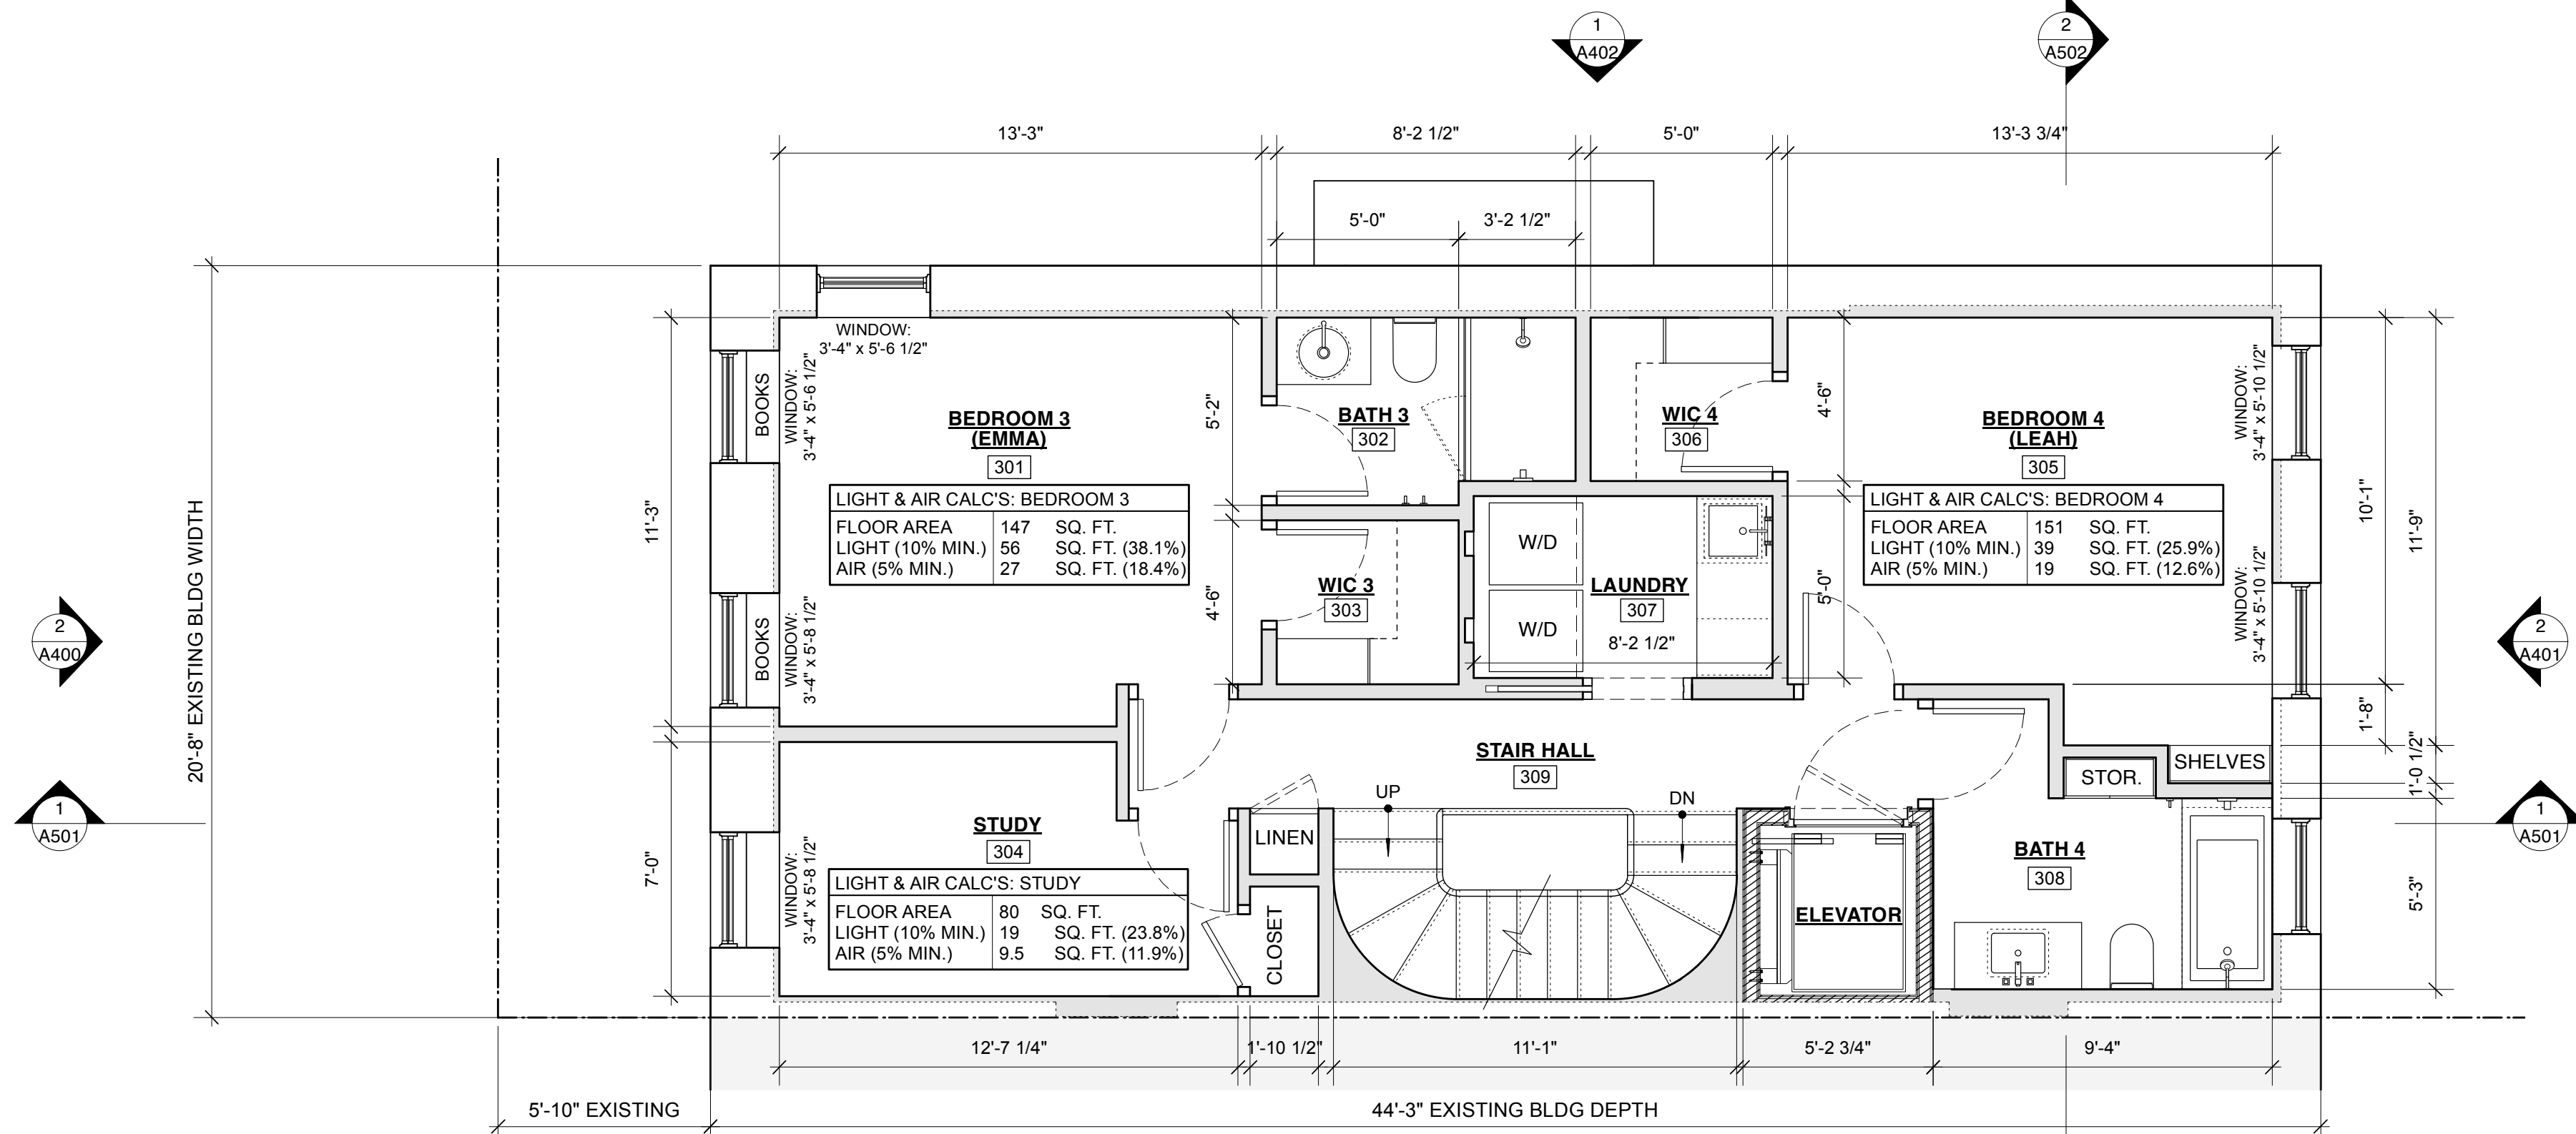 1
A402
2
A502
13'-3"
8'-2 1/2"
5'-0"
13'-3 3/4"
5'-0"
3'-2 1/2"
WINDOW:
3'-4" x 5'-6 1/2"
BOOKS
WINDOW:
3'-4" x 5'-6 1/2"
BEDROOM 3
(EMMA)
301
LIGHT & AIR CALC'S: BEDROOM 3
FLOOR AREA 147 SQ. FT.
LIGHT (10% MIN.) 56 SQ. FT. (38.1%)
AIR (5% MIN.) 27 SQ. FT. (18.4%)
5'-2"
BATH 3
302
WIC 4
306
4'-6"
BEDROOM 4
(LEAH)
305
LIGHT & AIR CALC'S: BEDROOM 4
FLOOR AREA 151 SQ. FT.
LIGHT (10% MIN.) 39 SQ. FT. (25.9%)
AIR (5% MIN.) 19 SQ. FT. (12.6%)
WINDOW:
3'-4" x 5'-10 1/2"
10'-1"
11'-9"
11'-3"
20'-8" EXISTING BLDG WIDTH
2
A400
BOOKS
WINDOW:
3'-4" x 5'-8 1/2"
4'-6"
WIC 3
303
W/D
W/D
LAUNDRY
307
8'-2 1/2"
5'-0"
WINDOW:
3'-4" x 5'-10 1/2"
2
A401
1'-8"
1'-0 1/2"
STAIR HALL
309
STOR.
SHELVES
UP
DN
1
A501
7'-0"
WINDOW:
3'-4" x 5'-8 1/2"
STUDY
304
LIGHT & AIR CALC'S: STUDY
FLOOR AREA 80 SQ. FT.
LIGHT (10% MIN.) 19 SQ. FT. (23.8%)
AIR (5% MIN.) 9.5 SQ. FT. (11.9%)
LINEN
CLOSET
ELEVATOR
BATH 4
308
5'-3"
1
A501
12'-7 1/4"
1'-10 1/2"
11'-1"
5'-2 3/4"
9'-4"
5'-10" EXISTING
44'-3" EXISTING BLDG DEPTH